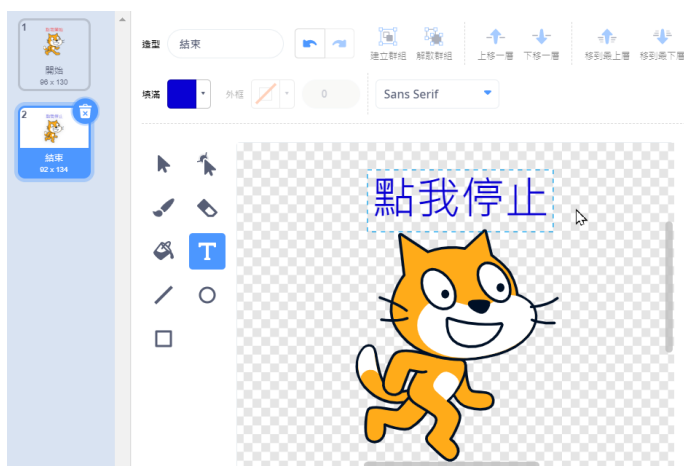 1
開始
96 x 130
2
結束
92 x 134
造型 結束
建立群組 解散群組 上移一層 下移一層 移到最上層 移到最下層
填滿 外框 0 Sans Serif
T
點我停止